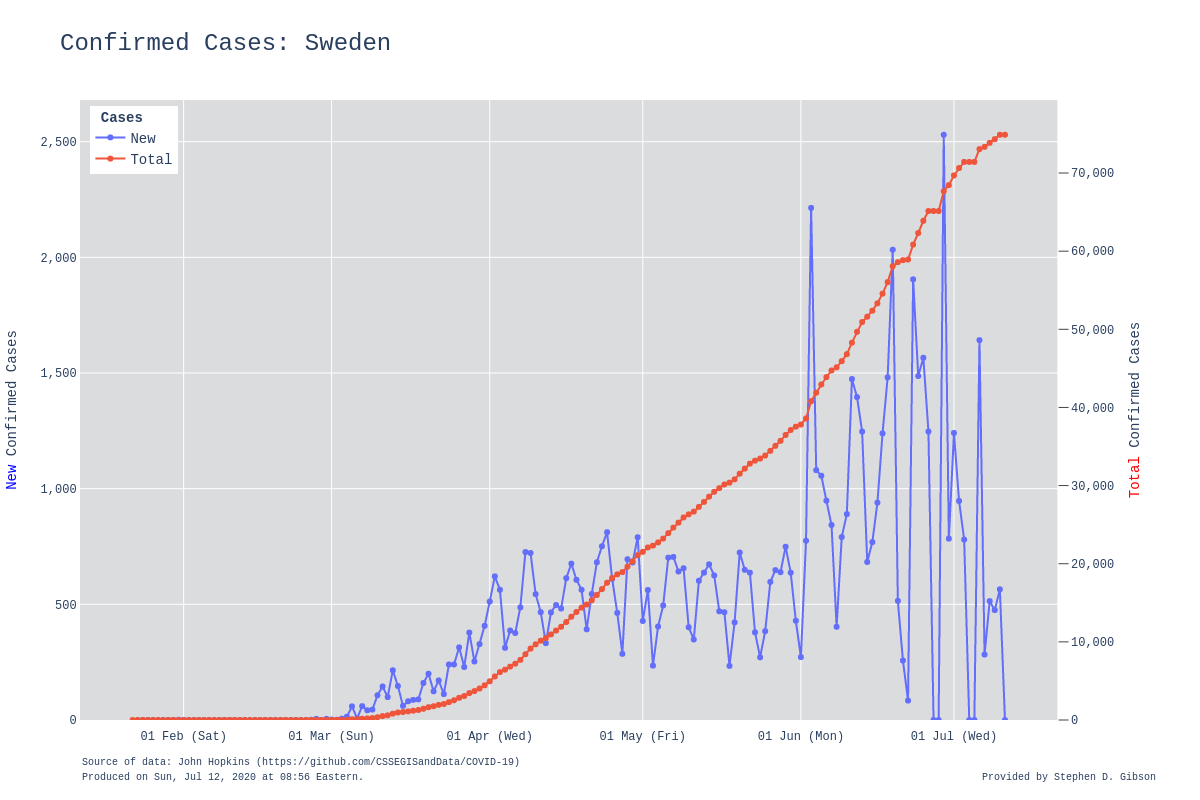 Confirmed Cases: Sweden
Cases
New
Total
2,500
2,000
1,500
1,000
500
0
New Confirmed Cases
70,000
60,000
50,000
40,000
30,000
20,000
10,000
0
Total Confirmed Cases
01 Feb (Sat) 01 Mar (Sun) 01 Apr (Wed) 01 May (Fri) 01 Jun (Mon) 01 Jul (Wed)
Source of data: John Hopkins (https://github.com/CSSEGISandData/COVID-19)
Produced on Sun, Jul 12, 2020 at 08:56 Eastern.
Provided by Stephen D. Gibson